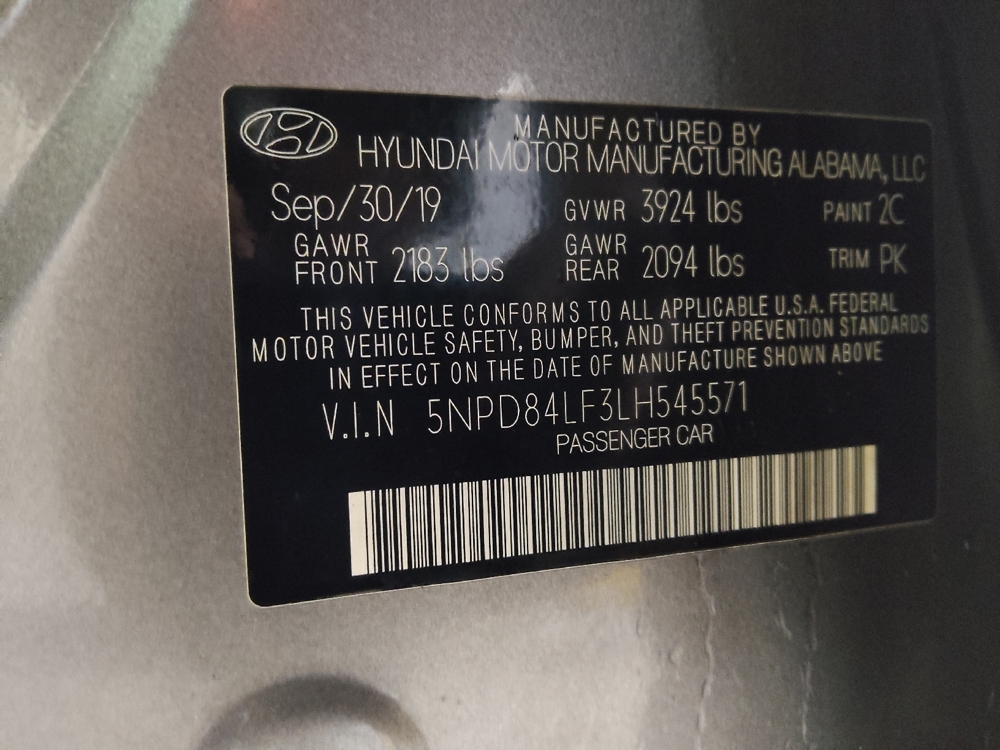 MANUFACTURED BY
HYUNDAI MOTOR MANUFACTURING ALABAMA, LLC
Sep/30/19 GVWR 3924 lbs PAINT 2C
GAWR FRONT 2183 lbs GAWR REAR 2094 lbs TRIM PK
THIS VEHICLE CONFORMS TO ALL APPLICABLE U.S.A. FEDERAL
MOTOR VEHICLE SAFETY, BUMPER, AND THEFT PREVENTION STANDARDS
IN EFFECT ON THE DATE OF MANUFACTURE SHOWN ABOVE
V.I.N 5NPD84LF3LH545571
PASSENGER CAR